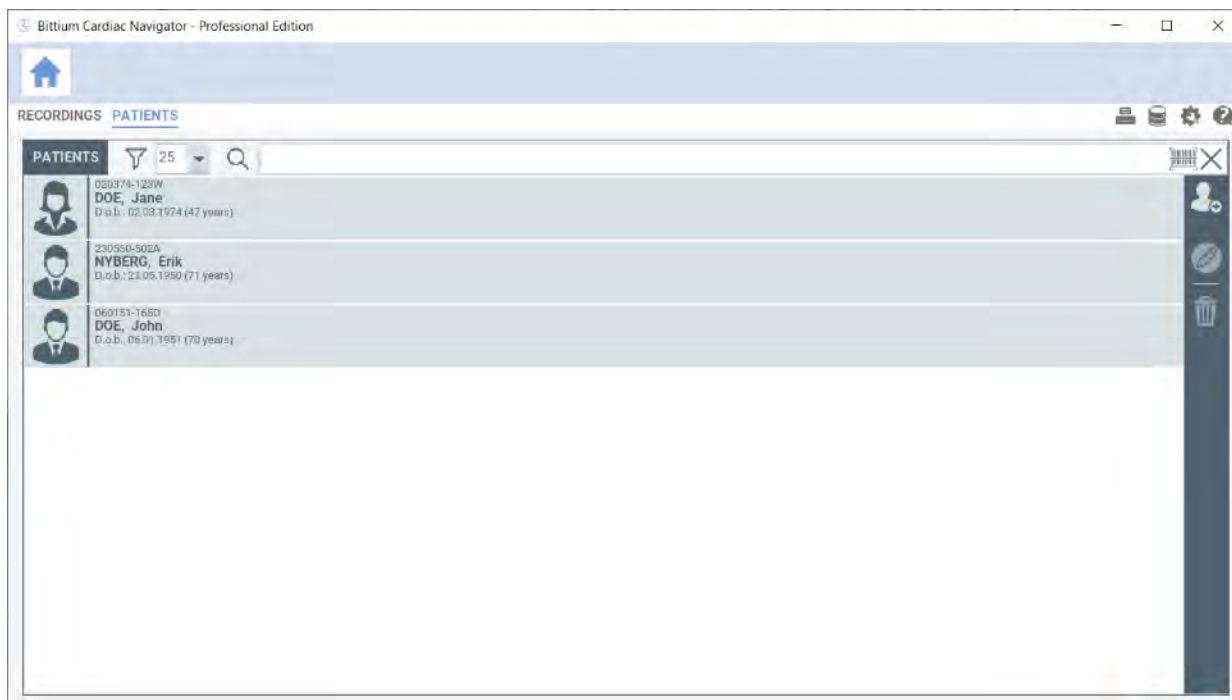 Bittium Cardiac Navigator - Professional Edition
RECORDINGS PATIENTS
PATIENTS 25
020374-123W
DOE, Jane
D.o.b.: 02.03.1974 (47 years)
230550-502A
NYBERG, Erik
D.o.b.: 23.05.1950 (71 years)
060151-165D
DOE, John
D.o.b.: 06.01.1951 (70 years)